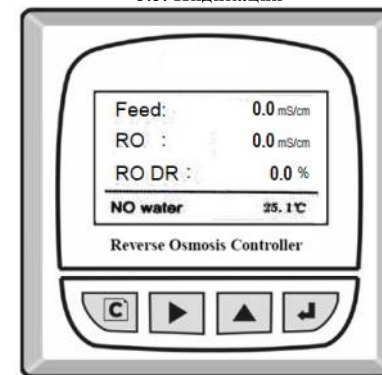 Feed: 0.0 mS/cm
RO : 0.0 mS/cm
RO DR : 0.0 %
NO water 25.1℃
Reverse Osmosis Controller
C